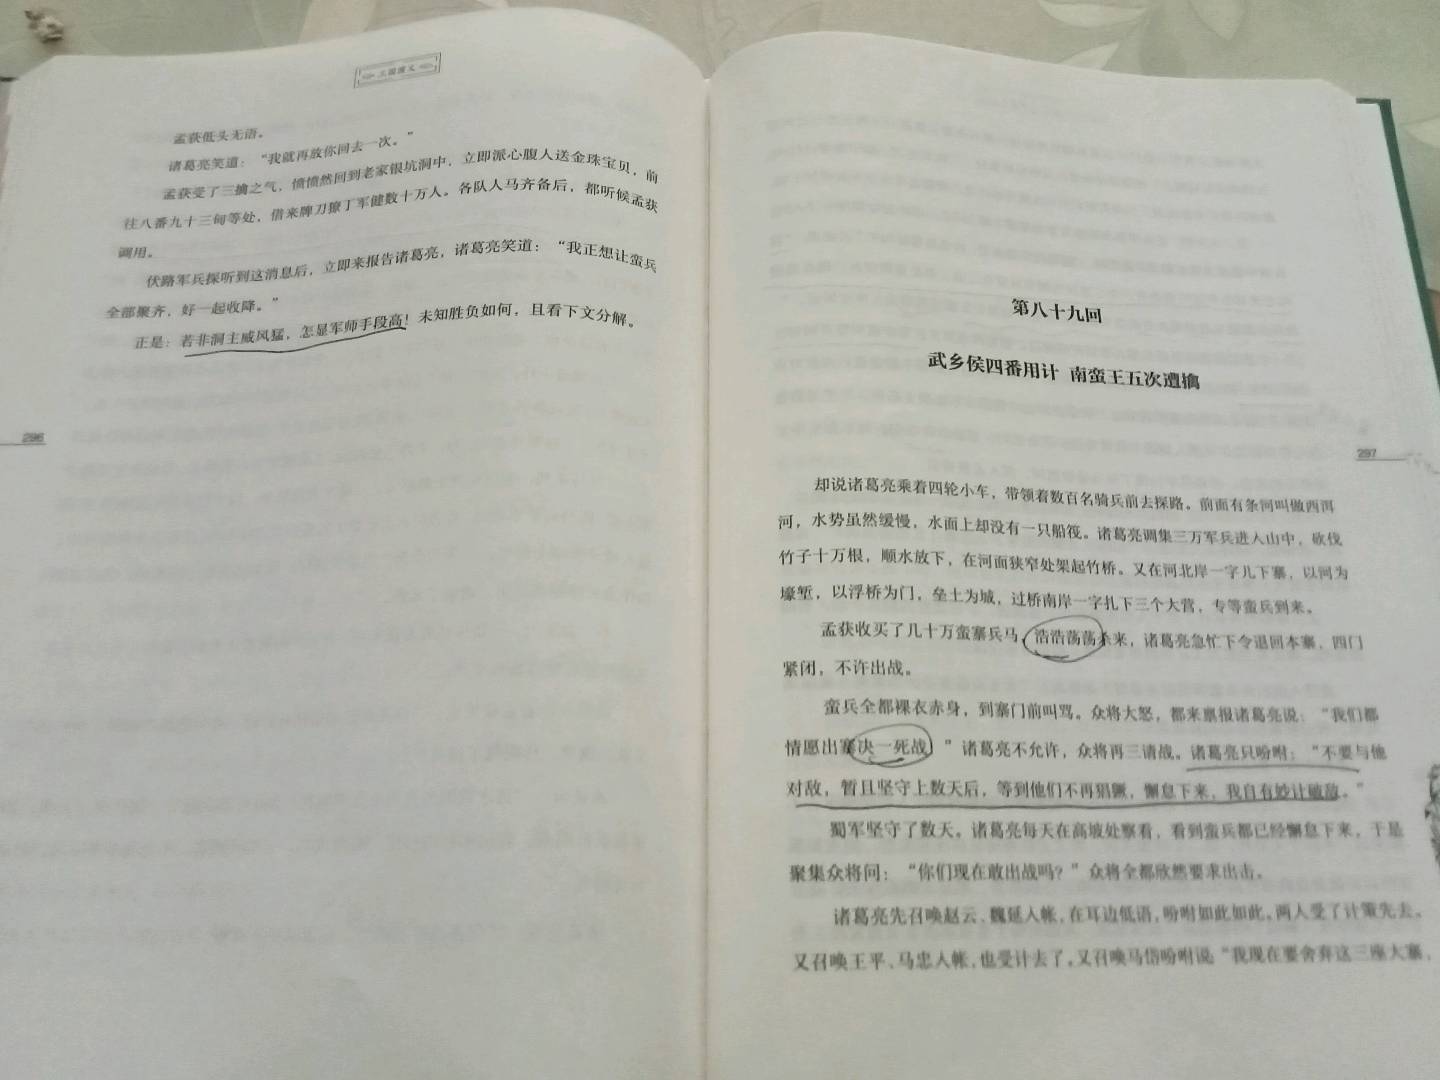 三国演义
孟获低头无语。
诸葛亮笑道：“我就再放你回去一次。”
孟获受了三擒之气，愤愤然回到老家银坑洞中，立即派心腹人送金珠宝贝，前
往八番九十三甸等处，借来牌刀獠丁军健数十万人。各队人马齐备后，都听候孟获
调用。
伏路军兵探听到这消息后，立即来报告诸葛亮，诸葛亮笑道：“我正想让蛮兵
全部聚齐，好一起收降。”
正是：若非洞主威风猛，怎显军师手段高！未知胜负如何，且看下文分解。
296
第八十九回
武乡侯四番用计 南蛮王五次遭擒
297
却说诸葛亮乘着四轮小车，带领着数百名骑兵前去探路。前面有条河叫做西洱
河，水势虽然缓慢，水面上却没有一只船筏。诸葛亮调集三万军兵进入山中，砍伐
竹子十万根，顺水放下，在河面狭窄处架起竹桥。又在河北岸一字儿下寨，以河为
壕堑，以浮桥为门，垒土为城，过桥南岸一字扎下三个大营，专等蛮兵到来。
孟获收买了几十万蛮寨兵马，浩浩荡荡杀来，诸葛亮急忙下令退回本寨，四门
紧闭，不许出战。
蛮兵全都裸衣赤身，到寨门前叫骂。众将大怒，都来禀报诸葛亮说：“我们都
情愿出寨决一死战！”诸葛亮不允许，众将再三请战。诸葛亮只吩咐：“不要与他
对敌，暂且坚守上数天后，等到他们不再猖獗，懈息下来，我自有妙计破敌。”
蜀军坚守了数天。诸葛亮每天在高坡处察看，看到蛮兵都已经懈息下来，于是
聚集众将问：“你们现在敢出战吗？”众将全都欣然要求出击。
诸葛亮先召唤赵云、魏延入帐，在耳边低语，吩咐如此如此。两人受了计策先去。
又召唤王平、马忠入帐，也受计去了。又召唤马岱吩咐说：“我现在要舍弃这三座大寨，